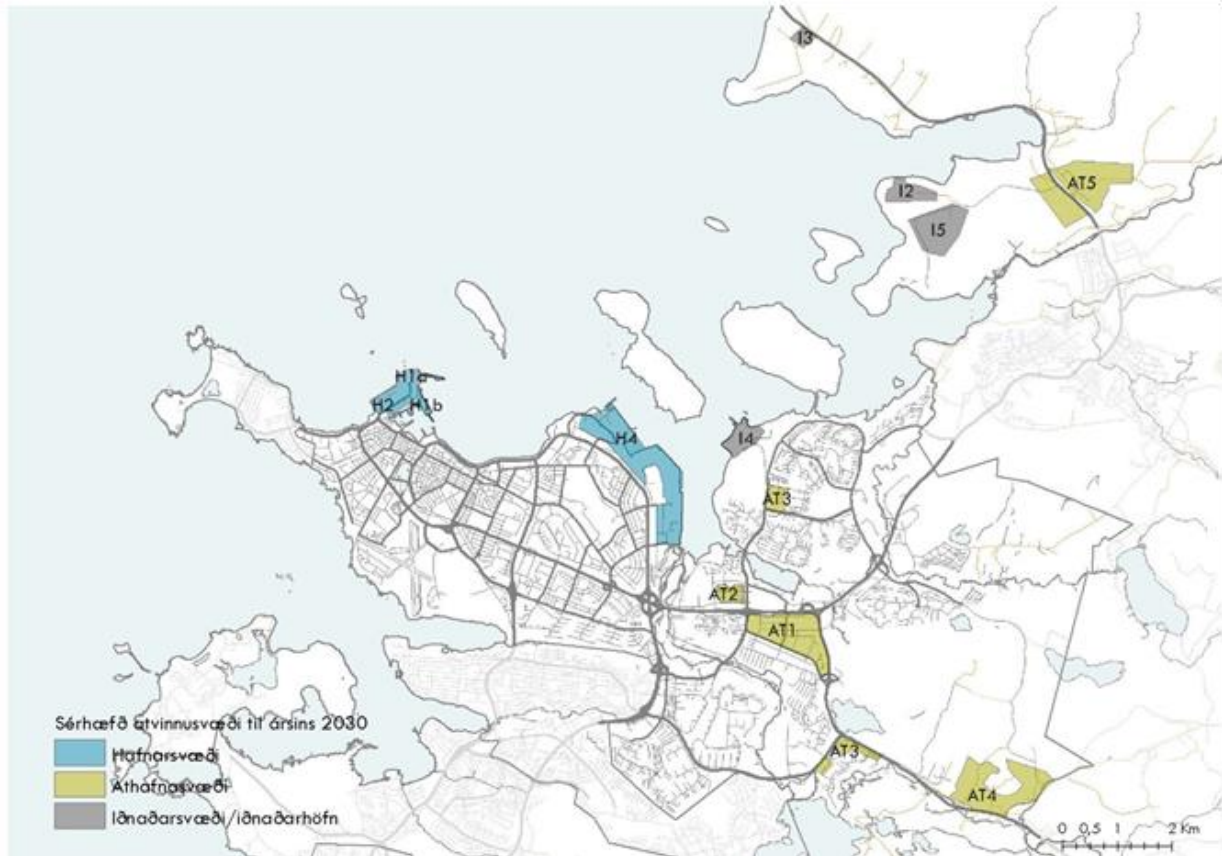 I3
AT5
I2
I5
H1a
H2
H1b
H4
I4
AT3
AT2
AT1
Sérhæfð atvinnusvæði til ársins 2030
Hafnarsvæði
AT3
Athafnasvæði
AT4
Iðnaðarsvæði/iðnaðarhöfn
0 0,5 1 2 Km